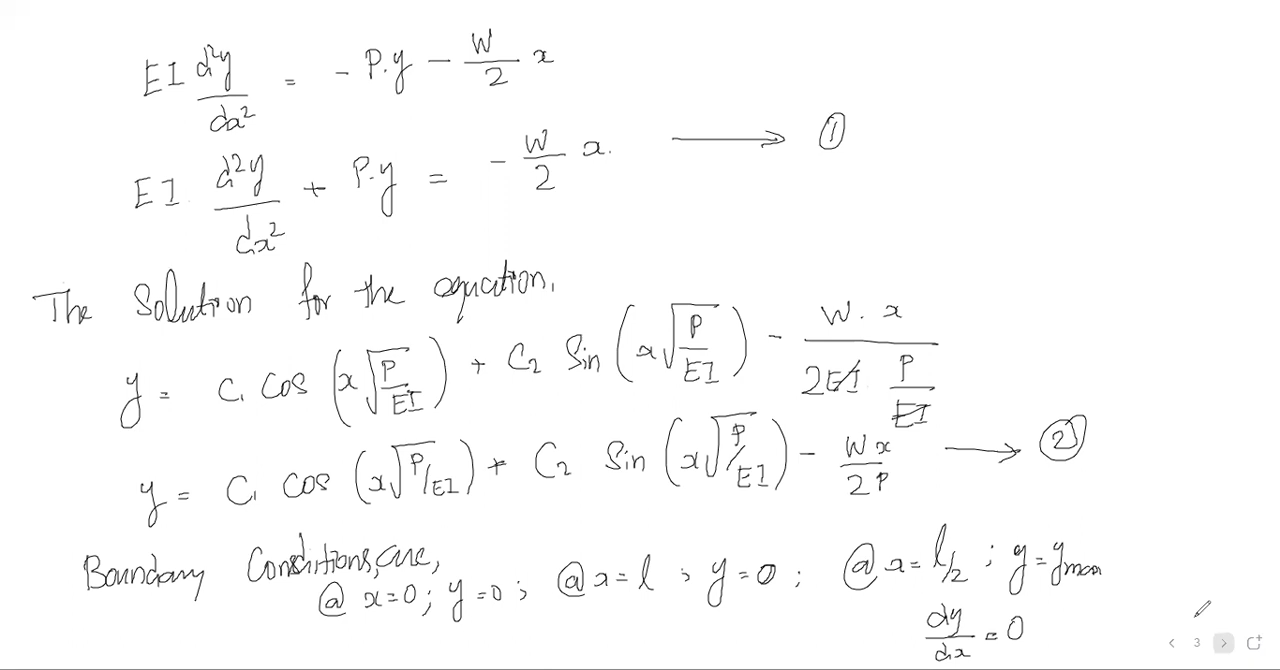 EI d²y/dx² = - P.y - W/2 x
EI d²y/dx² + P.y = - W/2 x. ⟶ ①
The Solution for the equation,
y = C₁ cos (x√(P/EI)) + C₂ Sin (x√(P/EI)) - W.x / (2EI P/EI)
y = C₁ cos (x√(P/EI)) + C₂ Sin (x√(P/EI)) - Wx/2P ⟶ ②
Boundary Conditions, are,
@ x=0; y=0; @ x=l; y=0; @ x=l/2; y=ymax
dy/dx = 0
< 3 >